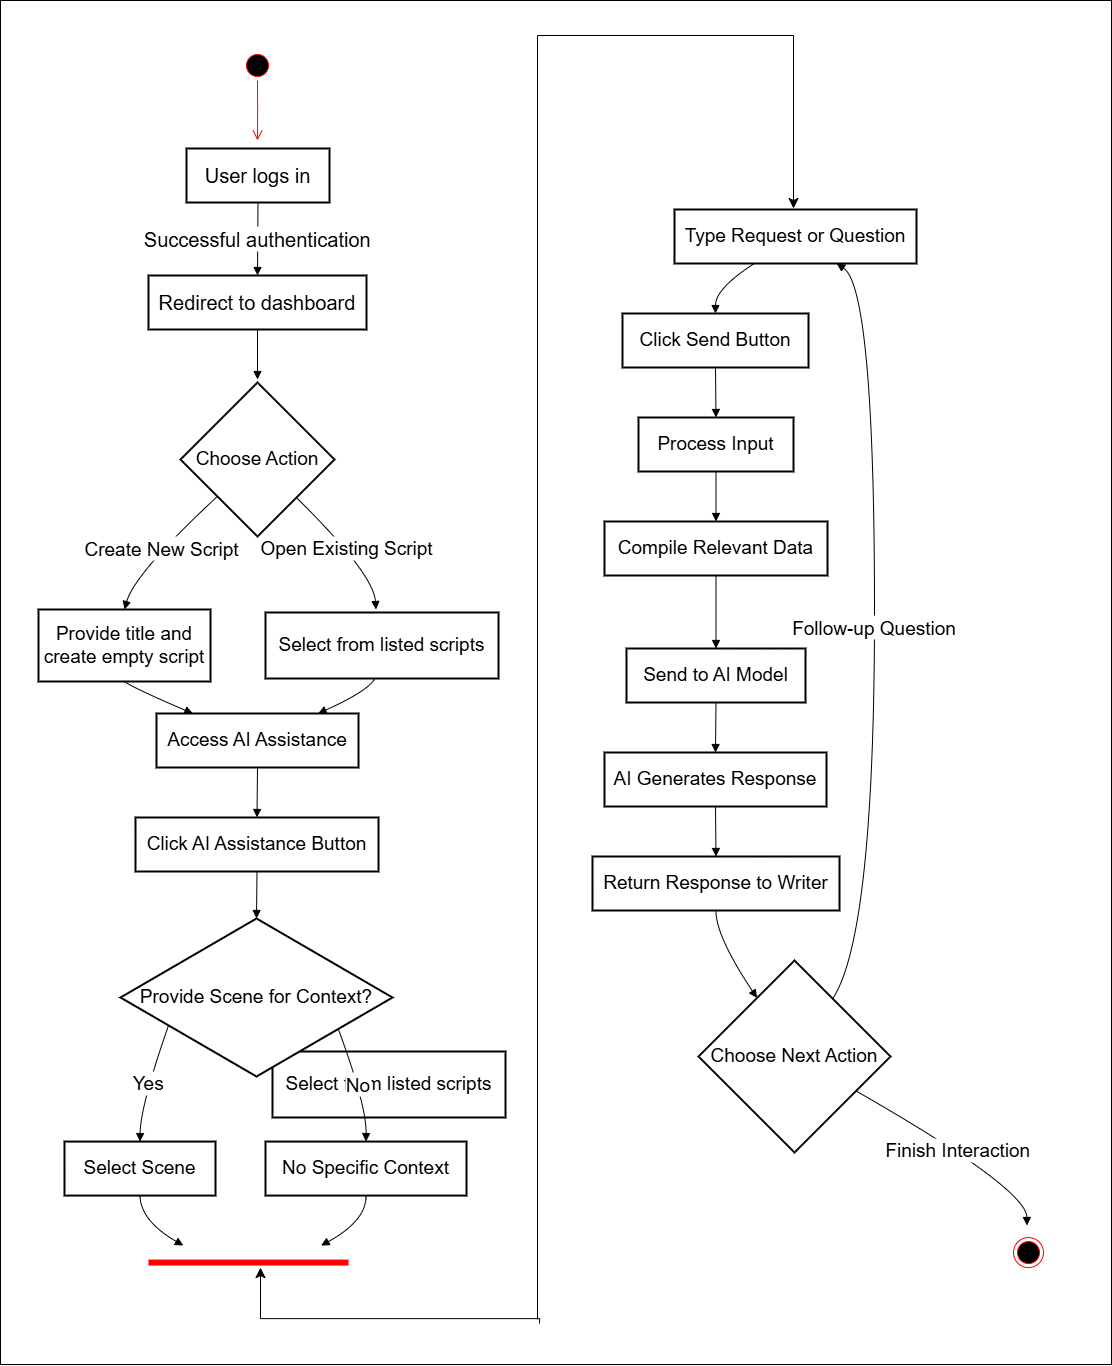 User logs in
Successful authentication
Redirect to dashboard
Choose Action
Create New Script
Open Existing Script
Provide title and
create empty script
Select from listed scripts
Access AI Assistance
Click AI Assistance Button
Provide Scene for Context?
Yes
No
Select listed scripts
Select Scene
No Specific Context
Type Request or Question
Click Send Button
Process Input
Compile Relevant Data
Follow-up Question
Send to AI Model
AI Generates Response
Return Response to Writer
Choose Next Action
Finish Interaction